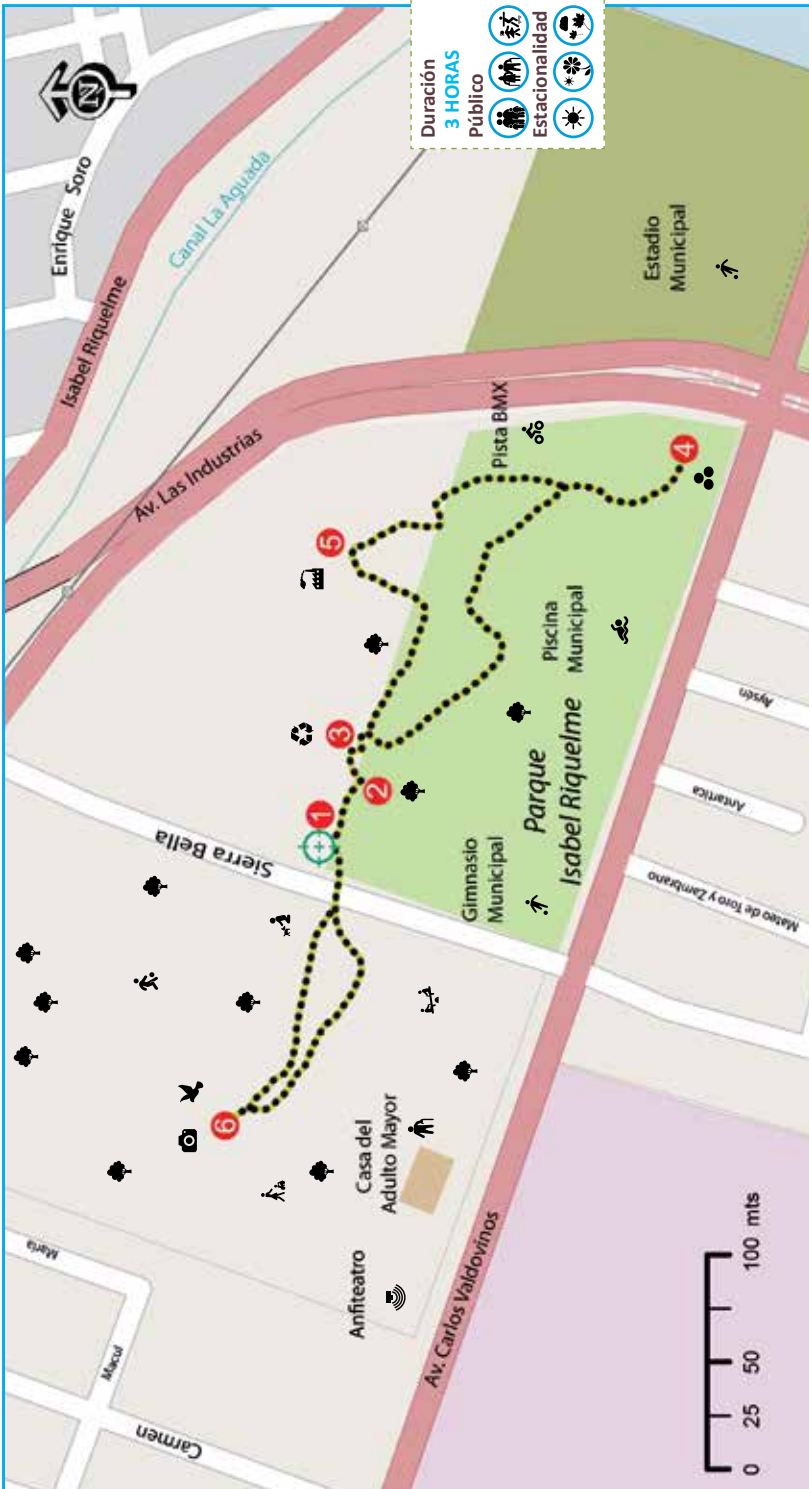 N
Enrique Soro
Isabel Riquelme
Canal La Aguada
Av. Las Industrias
Duración
3 HORAS
Público
Estacionalidad
Estadio
Municipal
Pista BMX
4
5
3
2
1
6
Sierra Bella
Piscina
Municipal
Parque
Isabel Riquelme
Gimnasio
Municipal
Casa del
Adulto Mayor
Anfiteatro
Av. Carlos Valdovinos
Aysén
Antartica
Mateo de Toro y Zambrano
María
Macul
Carmen
0 25 50 100 mts